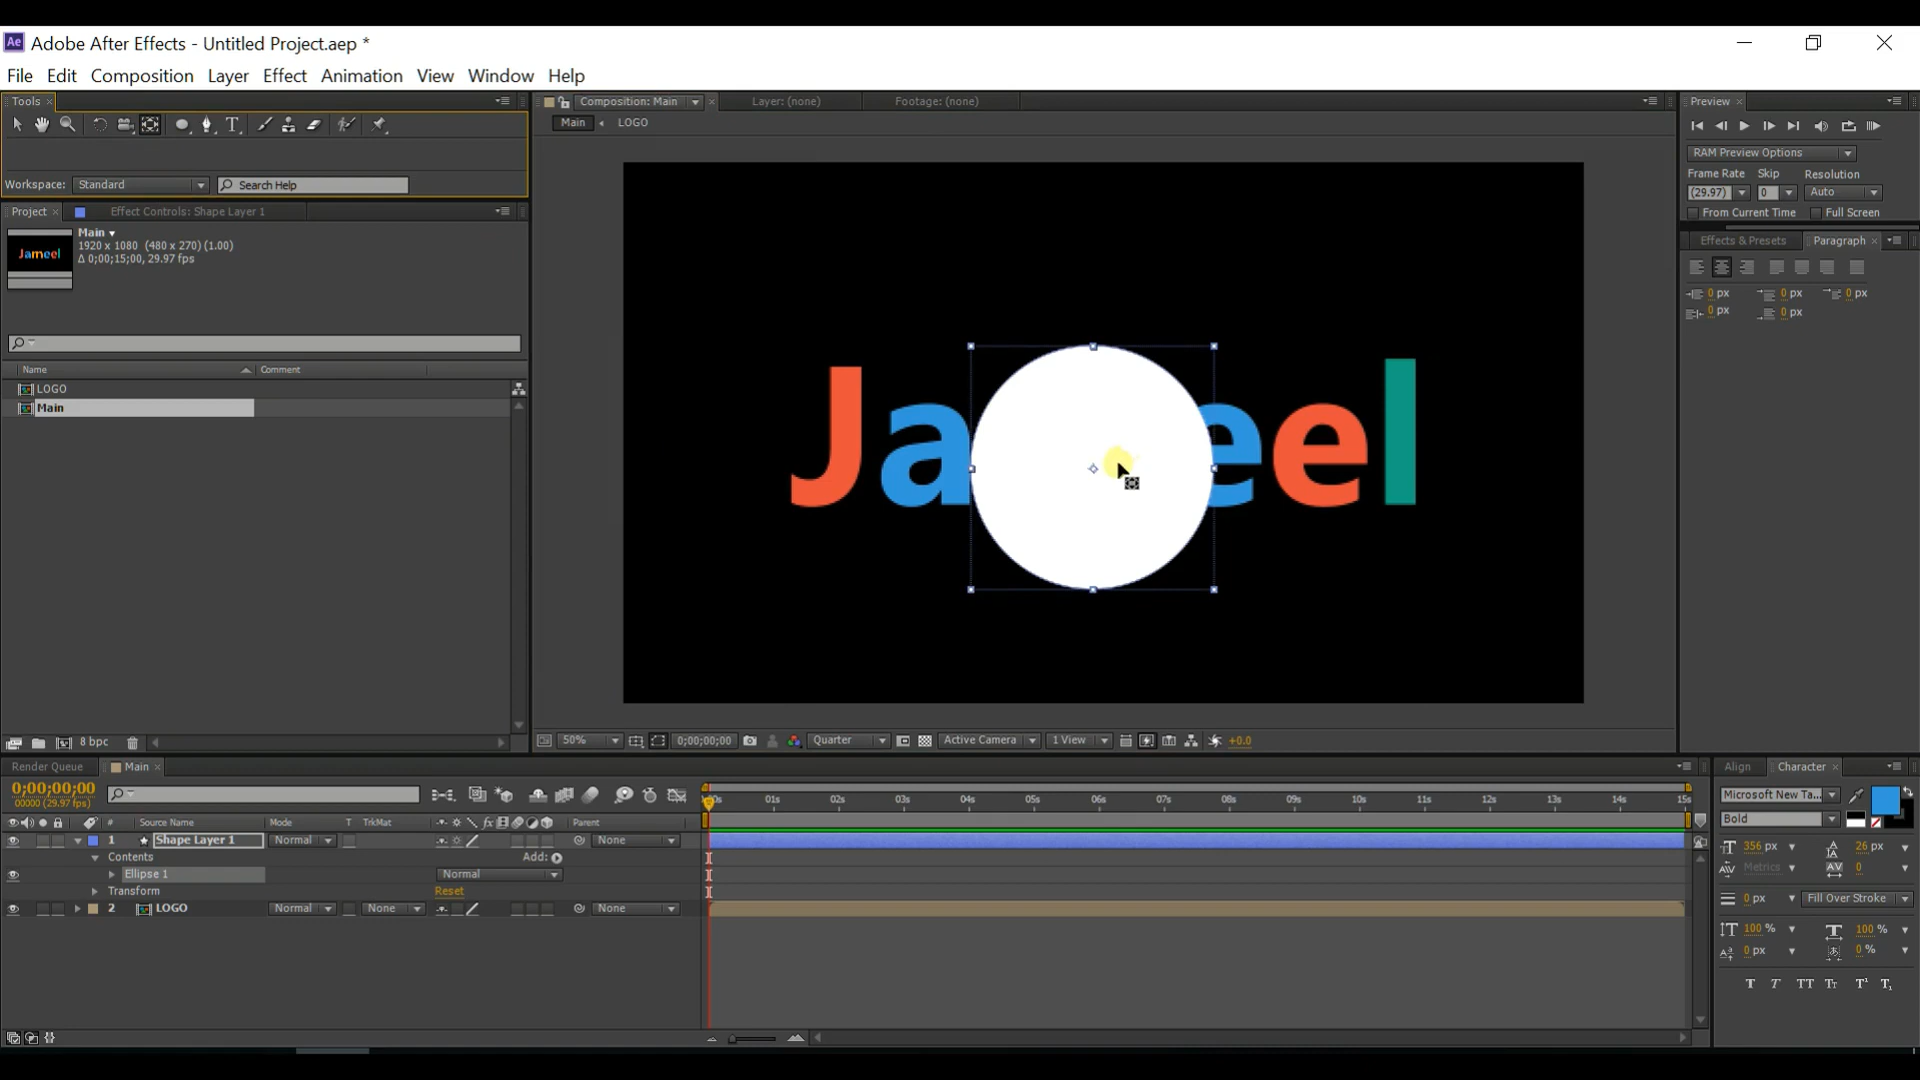 Ae Adobe After Effects - Untitled Project.aep *
File Edit Composition Layer Effect Animation View Window Help
Tools
Workspace: Standard Search Help
Project Effect Controls: Shape Layer 1
Jameel
Main
1920 x 1080 (480 x 270) (1.00)
Δ 0;00;15;00, 29.97 fps
Name Comment
LOGO
Main
8 bpc
Composition: Main Layer: (none) Footage: (none)
Main LOGO
Ja eel
50% 0;00;00;00 Quarter Active Camera 1 View +0.0
Preview
RAM Preview Options
Frame Rate Skip Resolution
(29.97) 0 Auto
From Current Time Full Screen
Effects & Presets Paragraph
0 px 0 px 0 px
0 px 0 px
Render Queue Main
0;00;00;00
00000 (29.97 fps)
01s 02s 03s 04s 05s 06s 07s 08s 09s 10s 11s 12s 13s 14s 15s
# Source Name Mode T TrkMat fx Parent
1 Shape Layer 1 Normal None
Contents Add:
Ellipse 1 Normal
Transform Reset
2 LOGO Normal None None
Align Character
Microsoft New Ta...
Bold
356 px 26 px
Metrics 0
0 px Fill Over Stroke
100 % 100 %
0 px 0 %
T T TT Tt T¹ T₁